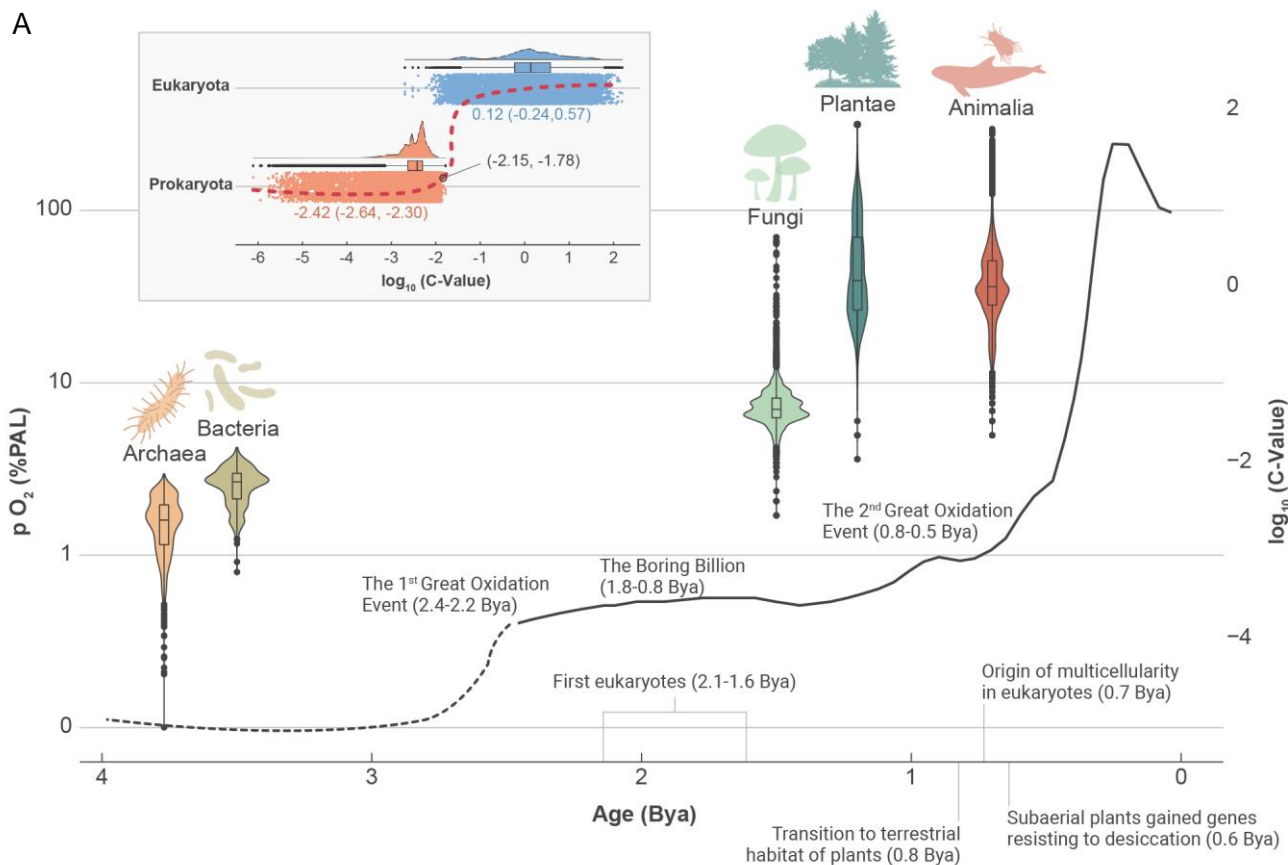 A
Eukaryota
0.12 (-0.24,0.57)
(-2.15, -1.78)
Prokaryota
-2.42 (-2.64, -2.30)
-6 -5 -4 -3 -2 -1 0 1 2
log₁₀ (C-Value)
Plantae
Animalia
Fungi
Archaea
Bacteria
p O₂ (%PAL)
100
10
1
0
2
0
−2
−4
log₁₀ (C-Value)
The 1ˢᵗ Great Oxidation
Event (2.4-2.2 Bya)
The Boring Billion
(1.8-0.8 Bya)
The 2ⁿᵈ Great Oxidation
Event (0.8-0.5 Bya)
First eukaryotes (2.1-1.6 Bya)
Origin of multicellularity
in eukaryotes (0.7 Bya)
4 3 2 1 0
Age (Bya)
Transition to terrestrial
habitat of plants (0.8 Bya)
Subaerial plants gained genes
resisting to desiccation (0.6 Bya)